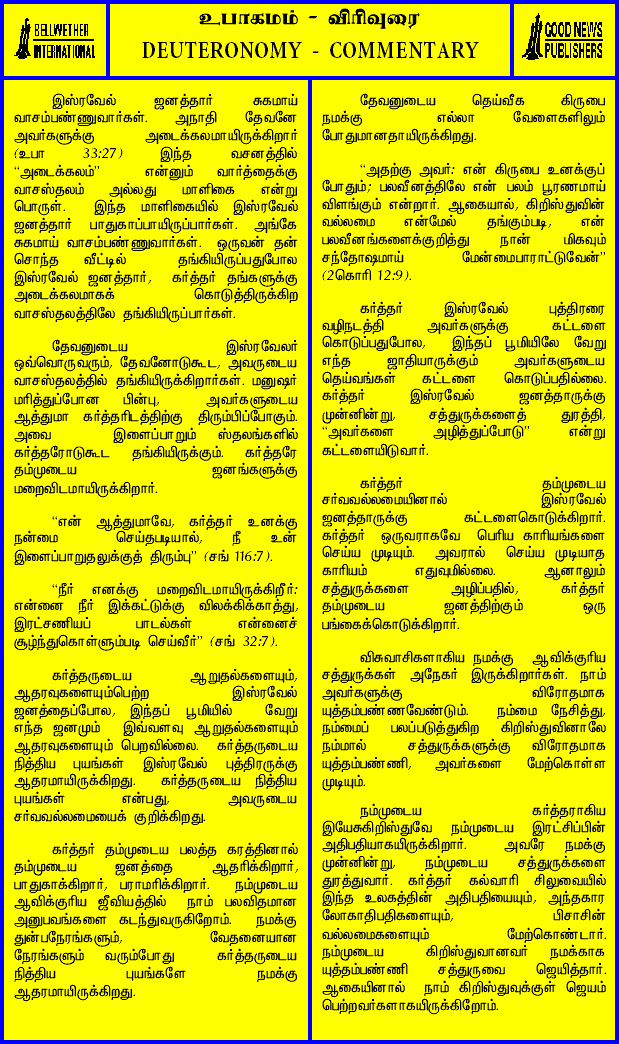 BELLWETHER
INTERNATIONAL
உபாகமம் - விரிவுரை
DEUTERONOMY - COMMENTARY
GOOD NEWS
PUBLISHERS
இஸ்ரவேல் ஜனத்தார் சுகமாய்
வாசம்பண்ணுவார்கள். அநாதி தேவனே
அவர்களுக்கு அடைக்கலமாயிருக்கிறார்
(உபா 33:27) இந்த வசனத்தில்
“அடைக்கலம்” என்னும் வார்த்தைக்கு
வாசஸ்தலம் அல்லது மாளிகை என்று
பொருள். இந்த மாளிகையில் இஸ்ரவேல்
ஜனத்தார் பாதுகாப்பாயிருப்பார்கள். அங்கே
சுகமாய் வாசம்பண்ணுவார்கள். ஒருவன் தன்
சொந்த வீட்டில் தங்கியிருப்பதுபோல
இஸ்ரவேல் ஜனத்தார், கர்த்தர் தங்களுக்கு
அடைக்கலமாகக் கொடுத்திருக்கிற
வாசஸ்தலத்திலே தங்கியிருப்பார்கள்.
தேவனுடைய இஸ்ரவேலர்
ஒவ்வொருவரும், தேவனோடுகூட, அவருடைய
வாசஸ்தலத்தில் தங்கியிருக்கிறார்கள். மனுஷர்
மரித்துப்போன பின்பு, அவர்களுடைய
ஆத்துமா கர்த்தரிடத்திற்கு திரும்பிப்போகும்.
அவை இளைப்பாறும் ஸ்தலங்களில்
கர்த்தரோடுகூட தங்கியிருக்கும். கர்த்தரே
தம்முடைய ஜனங்களுக்கு
மறைவிடமாயிருக்கிறார்.
“என் ஆத்துமாவே, கர்த்தர் உனக்கு
நன்மை செய்தபடியால், நீ உன்
இளைப்பாறுதலுக்குத் திரும்பு” (சங் 116:7).
“நீர் எனக்கு மறைவிடமாயிருக்கிறீர்:
என்னை நீர் இக்கட்டுக்கு விலக்கிக்காத்து,
இரட்சணியப் பாடல்கள் என்னைச்
சூழ்ந்துகொள்ளும்படி செய்வீர்” (சங் 32:7).
கர்த்தருடைய ஆறுதல்களையும்,
ஆதரவுகளையும்பெற்ற இஸ்ரவேல்
ஜனத்தைப்போல, இந்தப் பூமியில் வேறு
எந்த ஜனமும் இவ்வளவு ஆறுதல்களையும்
ஆதரவுகளையும் பெறவில்லை. கர்த்தருடைய
நித்திய புயங்கள் இஸ்ரவேல் புத்திரருக்கு
ஆதரமாயிருக்கிறது. கர்த்தருடைய நித்திய
புயங்கள் என்பது, அவருடைய
சர்வவல்லமையைக் குறிக்கிறது.
கர்த்தர் தம்முடைய பலத்த கரத்தினால்
தம்முடைய ஜனத்தை ஆதரிக்கிறார்,
பாதுகாக்கிறார், பராமரிக்கிறார். நம்முடைய
ஆவிக்குரிய ஜீவியத்தில் நாம் பலவிதமான
அனுபவங்களை கடந்துவருகிறோம். நமக்கு
துன்பநேரங்களும், வேதனையான
நேரங்களும் வரும்போது கர்த்தருடைய
நித்திய புயங்களே நமக்கு
ஆதரமாயிருக்கிறது.
தேவனுடைய தெய்வீக கிருபை
நமக்கு எல்லா வேளைகளிலும்
போதுமானதாயிருக்கிறது.
“அதற்கு அவர்: என் கிருபை உனக்குப்
போதும்; பலவீனத்திலே என் பலம் பூரணமாய்
விளங்கும் என்றார். ஆகையால், கிறிஸ்துவின்
வல்லமை என்மேல் தங்கும்படி, என்
பலவீனங்களைக்குறித்து நான் மிகவும்
சந்தோஷமாய் மேன்மைபாராட்டுவேன்”
(2கொரி 12:9).
கர்த்தர் இஸ்ரவேல் புத்திரரை
வழிநடத்தி அவர்களுக்கு கட்டளை
கொடுப்பதுபோல, இந்தப் பூமியிலே வேறு
எந்த ஜாதியாருக்கும் அவர்களுடைய
தெய்வங்கள் கட்டளை கொடுப்பதில்லை.
கர்த்தர் இஸ்ரவேல் ஜனத்தாருக்கு
முன்னின்று, சத்துருக்களைத் துரத்தி,
“அவர்களை அழித்துப்போடு” என்று
கட்டளையிடுவார்.
கர்த்தர் தம்முடைய
சர்வவல்லமையினால் இஸ்ரவேல்
ஜனத்தாருக்கு கட்டளைகொடுக்கிறார்.
கர்த்தர் ஒருவராகவே பெரிய காரியங்களை
செய்ய முடியும். அவரால் செய்ய முடியாத
காரியம் எதுவுமில்லை. ஆனாலும்
சத்துருக்களை அழிப்பதில், கர்த்தர்
தம்முடைய ஜனத்திற்கும் ஒரு
பங்கைக்கொடுக்கிறார்.
விசுவாசிகளாகிய நமக்கு ஆவிக்குரிய
சத்துருக்கள் அநேகர் இருக்கிறார்கள். நாம்
அவர்களுக்கு விரோதமாக
யுத்தம்பண்ணவேண்டும். நம்மை நேசித்து,
நம்மைப் பலப்படுத்துகிற கிறிஸ்துவினாலே
நம்மால் சத்துருக்களுக்கு விரோதமாக
யுத்தம்பண்ணி, அவர்களை மேற்கொள்ள
முடியும்.
நம்முடைய கர்த்தராகிய
இயேசுகிறிஸ்துவே நம்முடைய இரட்சிப்பின்
அதிபதியாகயிருக்கிறார். அவரே நமக்கு
முன்னின்று, நம்முடைய சத்துருக்களை
துரத்துவார். கர்த்தர் கல்வாரி சிலுவையில்
இந்த உலகத்தின் அதிபதியையும், அந்தகார
லோகாதிபதிகளையும், பிசாசின்
வல்லமைகளையும் மேற்கொண்டார்.
நம்முடைய கிறிஸ்துவானவர் நமக்காக
யுத்தம்பண்ணி சத்துருவை ஜெயித்தார்.
ஆகையினால் நாம் கிறிஸ்துவுக்குள் ஜெயம்
பெற்றவர்களாகயிருக்கிறோம்.